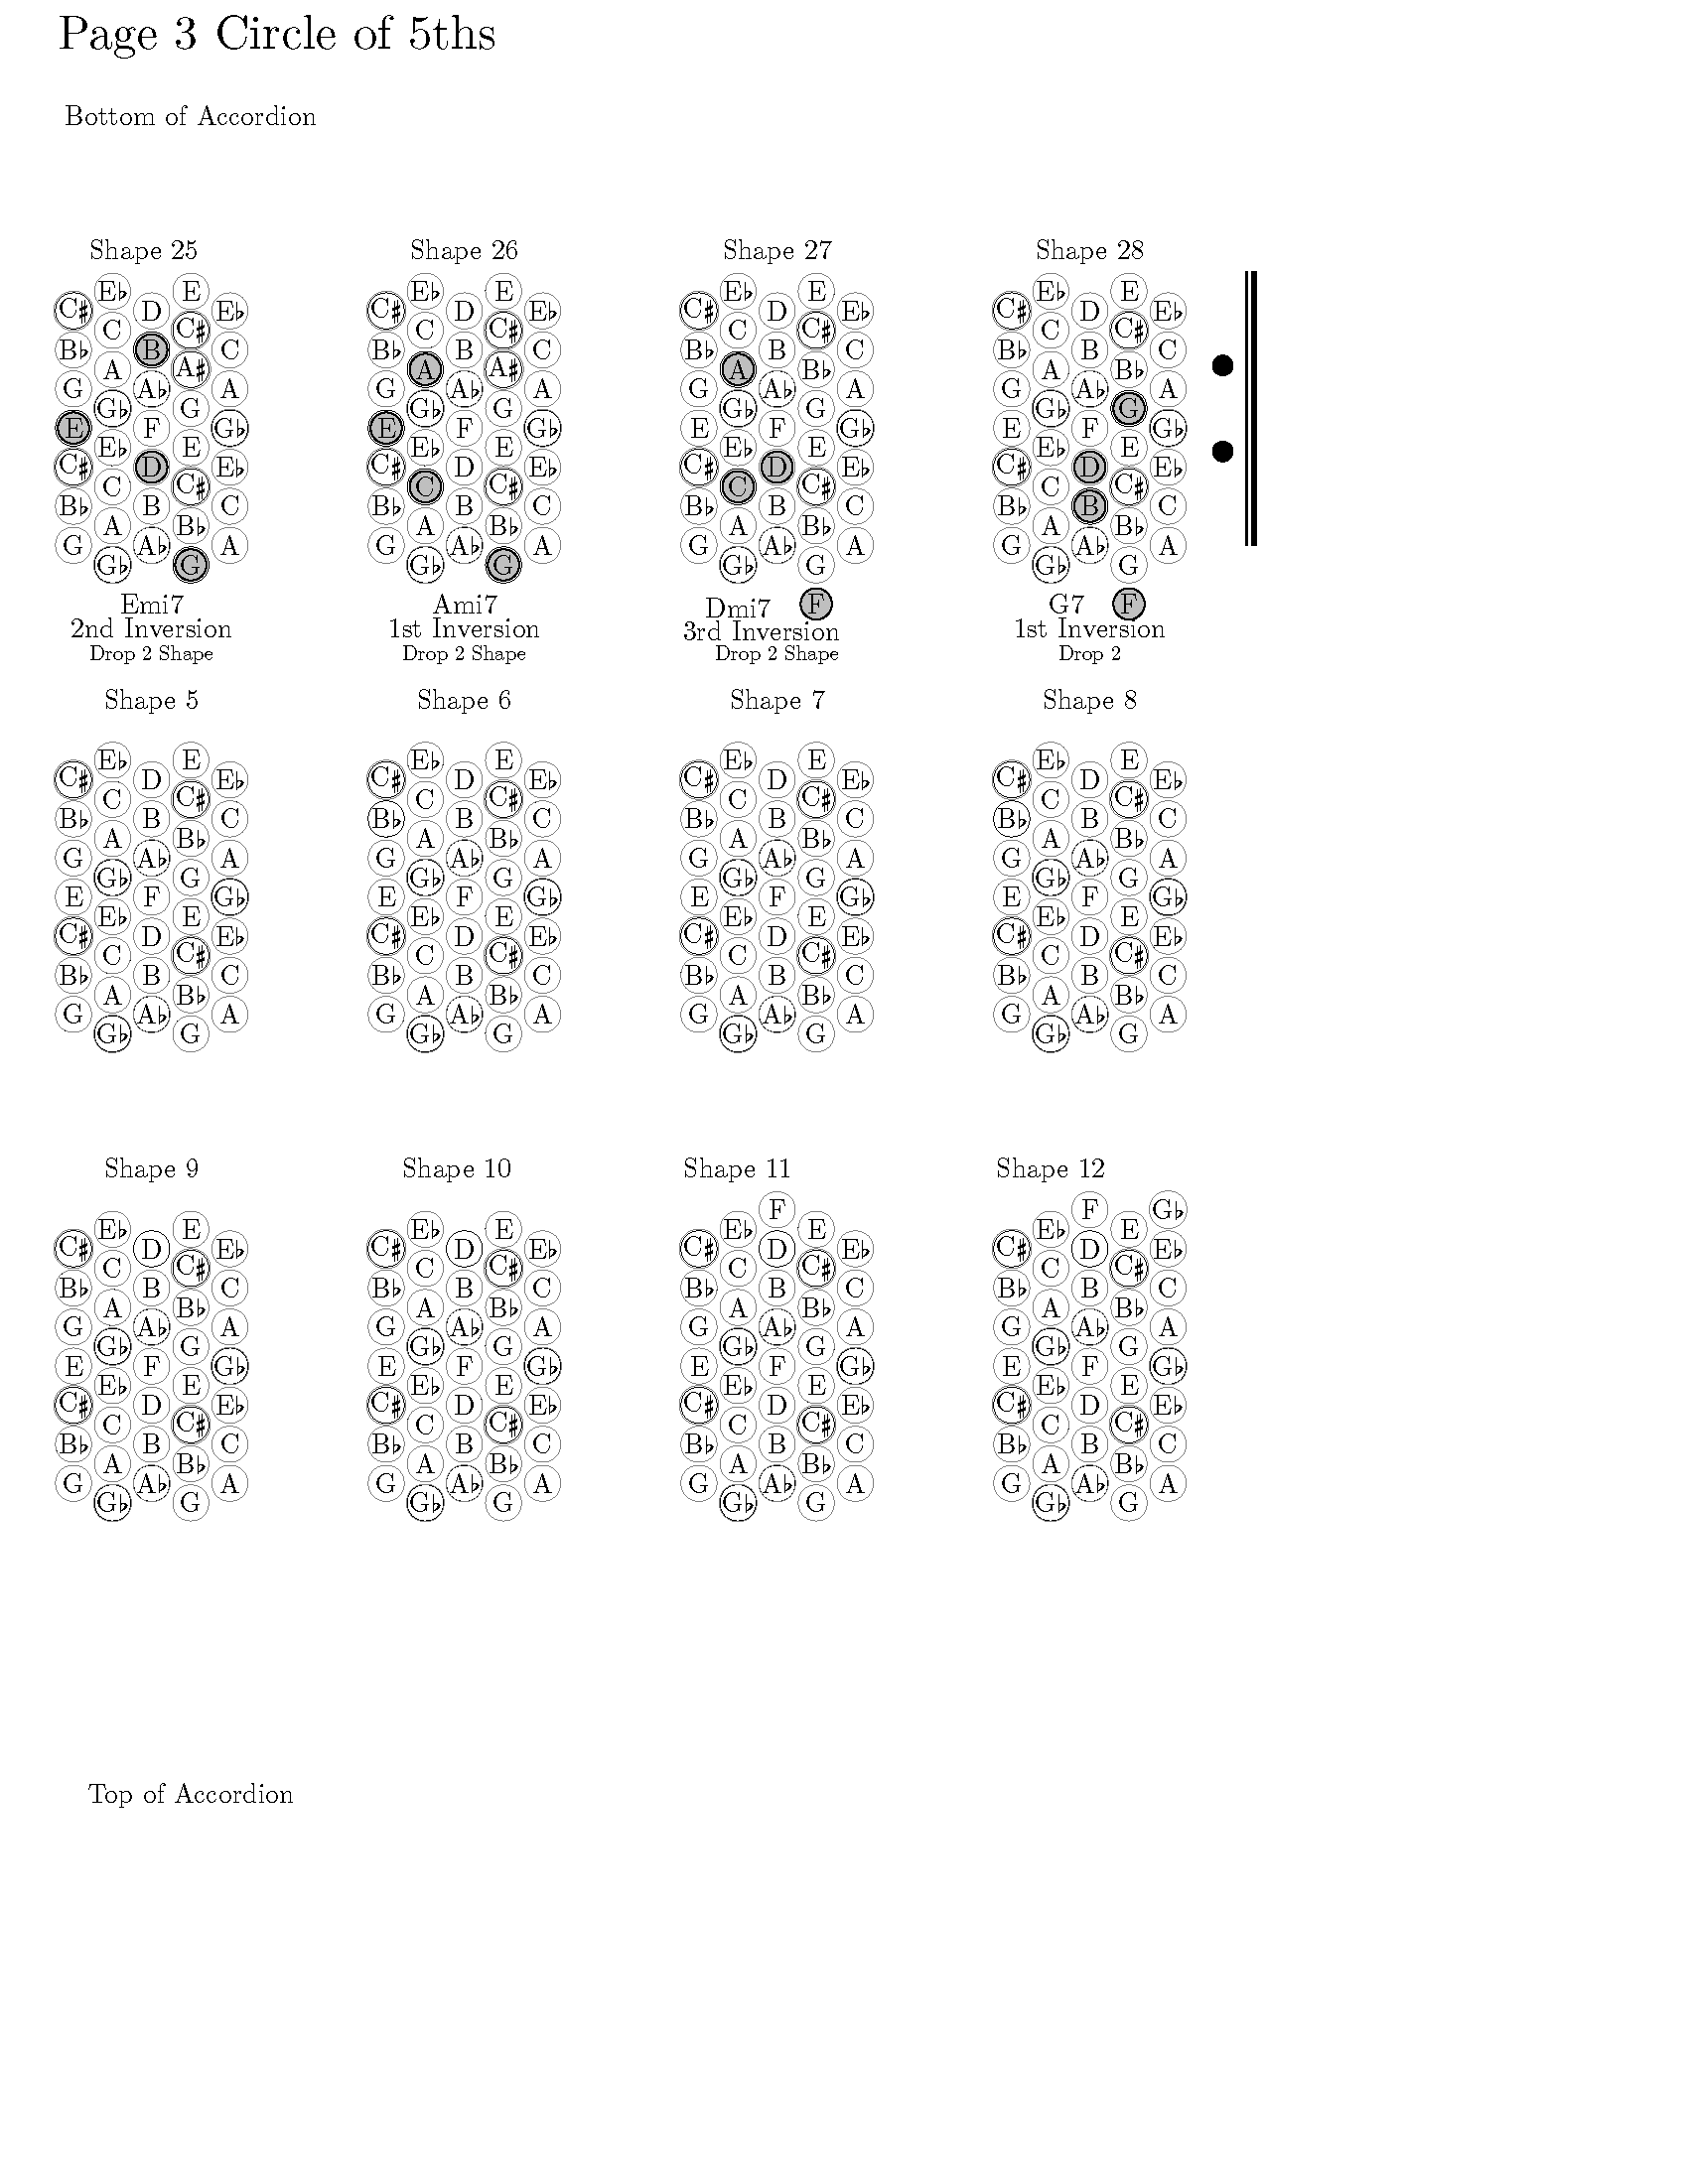 Page 3 Circle of 5ths
Bottom of Accordion
Shape 25 Shape 26 Shape 27 Shape 28
E♭ E E♭ E E♭ E E♭ E
C♯ D E♭ C♯ D E♭ C♯ D E♭ C♯ D E♭
C C♯ C C♯ C C♯ C C♯
B♭ B C B♭ B C B♭ B C B♭ B C
A A♯ A A♯ A B♭ A B♭
G A♭ A G A♭ A G A♭ A G A♭ A
G♭ G G♭ G G♭ G G♭ G
E F G♭ E F G♭ E F G♭ E F G♭
E♭ E E♭ E E♭ E E♭ E
C♯ D E♭ C♯ D E♭ C♯ D E♭ C♯ D E♭
C C♯ C C♯ C C♯ C C♯
B♭ B C B♭ B C B♭ B C B♭ B C
A B♭ A B♭ A B♭ A B♭
G A♭ A G A♭ A G A♭ A G A♭ A
G♭ G G♭ G G♭ G G♭ G
Emi7 Ami7 Dmi7 F G7 F
2nd Inversion 1st Inversion 3rd Inversion 1st Inversion
Drop 2 Shape Drop 2 Shape Drop 2 Shape Drop 2
Shape 5 Shape 6 Shape 7 Shape 8
E♭ E E♭ E E♭ E E♭ E
C♯ D E♭ C♯ D E♭ C♯ D E♭ C♯ D E♭
C C♯ C C♯ C C♯ C C♯
B♭ B C B♭ B C B♭ B C B♭ B C
A B♭ A B♭ A B♭ A B♭
G A♭ A G A♭ A G A♭ A G A♭ A
G♭ G G♭ G G♭ G G♭ G
E F G♭ E F G♭ E F G♭ E F G♭
E♭ E E♭ E E♭ E E♭ E
C♯ D E♭ C♯ D E♭ C♯ D E♭ C♯ D E♭
C C♯ C C♯ C C♯ C C♯
B♭ B C B♭ B C B♭ B C B♭ B C
A B♭ A B♭ A B♭ A B♭
G A♭ A G A♭ A G A♭ A G A♭ A
G♭ G G♭ G G♭ G G♭ G
Shape 9 Shape 10 Shape 11 Shape 12
F F G♭
E♭ E E♭ E E♭ E E♭ E
C♯ D E♭ C♯ D E♭ C♯ D E♭ C♯ D E♭
C C♯ C C♯ C C♯ C C♯
B♭ B C B♭ B C B♭ B C B♭ B C
A B♭ A B♭ A B♭ A B♭
G A♭ A G A♭ A G A♭ A G A♭ A
G♭ G G♭ G G♭ G G♭ G
E F G♭ E F G♭ E F G♭ E F G♭
E♭ E E♭ E E♭ E E♭ E
C♯ D E♭ C♯ D E♭ C♯ D E♭ C♯ D E♭
C C♯ C C♯ C C♯ C C♯
B♭ B C B♭ B C B♭ B C B♭ B C
A B♭ A B♭ A B♭ A B♭
G A♭ A G A♭ A G A♭ A G A♭ A
G♭ G G♭ G G♭ G G♭ G
Top of Accordion